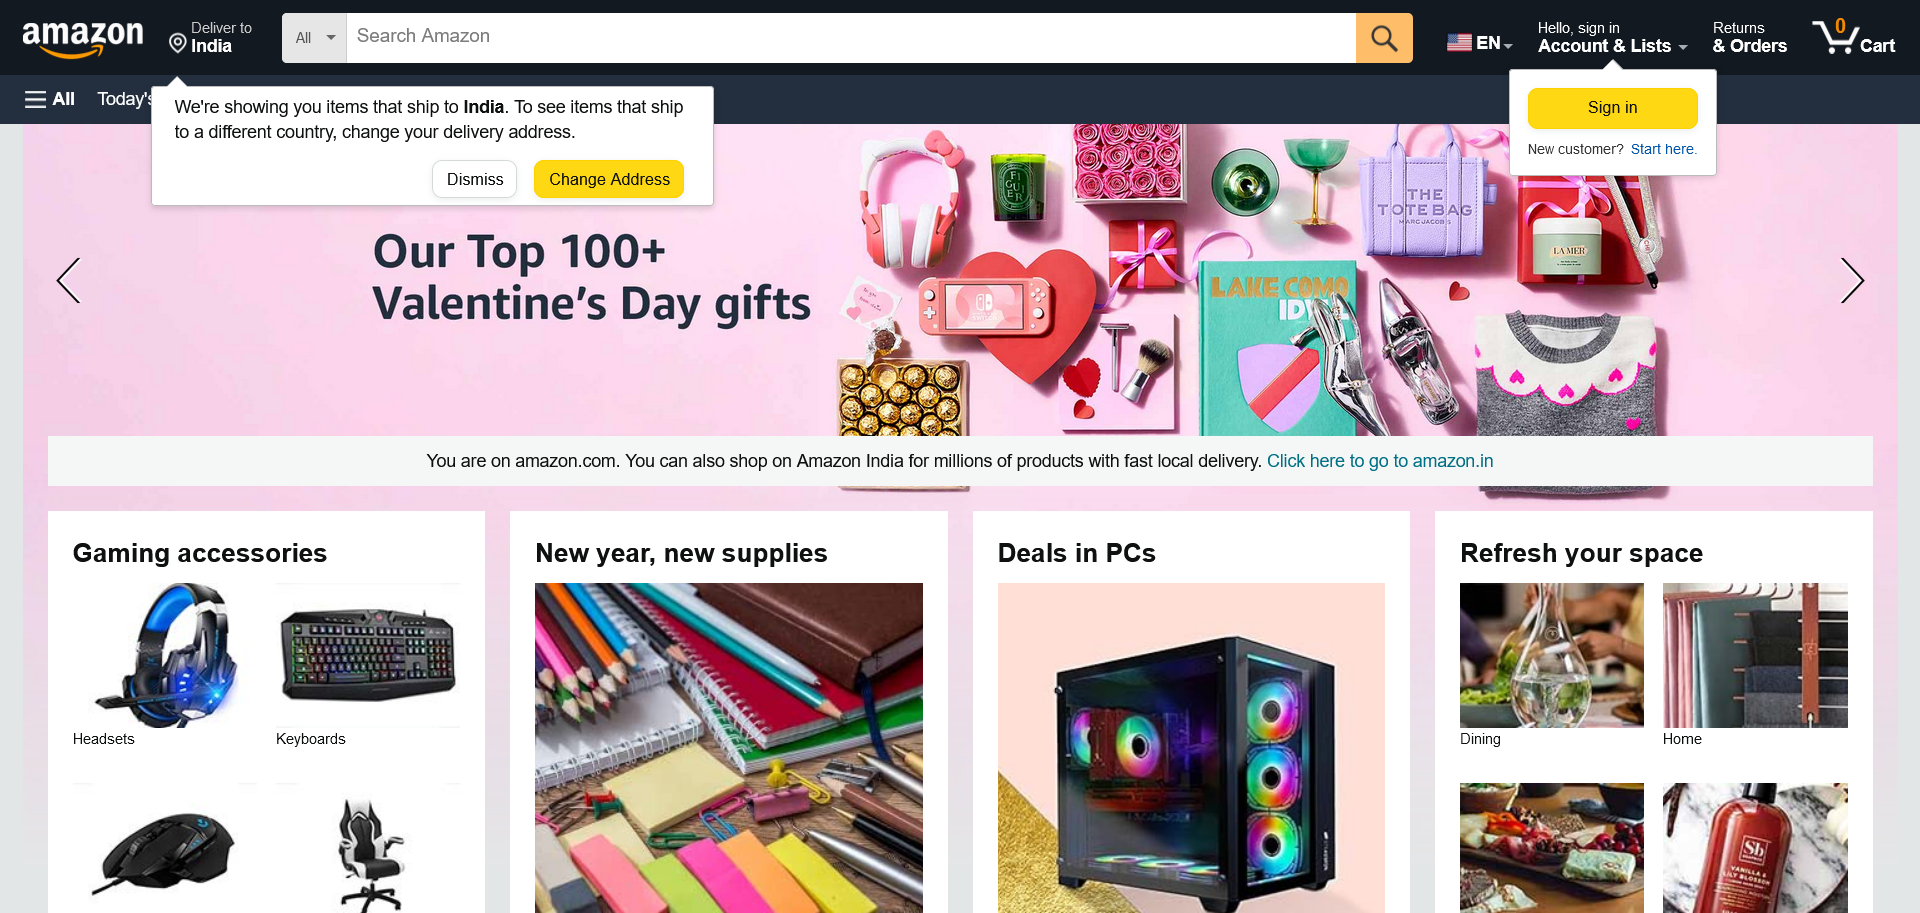 amazon
Deliver to
India
All
Search Amazon
EN
Hello, sign in
Account & Lists
Returns
& Orders
0
Cart
All
Today's
We're showing you items that ship to India. To see items that ship
to a different country, change your delivery address.
Dismiss
Change Address
Sign in
New customer? Start here.
Our Top 100+
Valentine's Day gifts
FIGUIER
THE
TOTE BAG
MARC JACOBS
LA MER
LAKE COMO
You are on amazon.com. You can also shop on Amazon India for millions of products with fast local delivery. Click here to go to amazon.in
Gaming accessories
Headsets
Keyboards
New year, new supplies
Deals in PCs
Refresh your space
Dining
Home
Sb
VANILLA &
LILY BLOSSOM